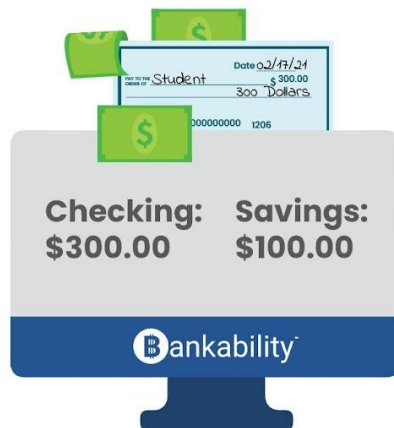 Date 02/17/21
PAY TO THE
ORDER OF Student $ 300.00
300 Dollars
000000000 1206
Checking: Savings:
$300.00 $100.00
Bankability